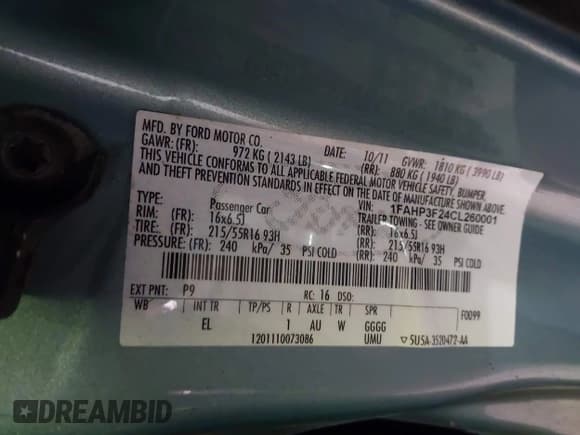 MFD. BY FORD MOTOR CO. DATE: 10/11 GVWR: 1810 KG ( 3990 LB)
GAWR: (FR): 972 KG ( 2143 LB) (RR): 880 KG ( 1940 LB)
THIS VEHICLE CONFORMS TO ALL APPLICABLE FEDERAL MOTOR VEHICLE SAFETY, BUMPER,
AND THEFT PREVENTION STANDARDS IN EFFECT ON THE DATE OF MANUFACTURE SHOWN ABOVE.
VIN: 1FAHP3F24CL260001
TYPE: Passenger Car TRAILER TOWING - SEE OWNER GUIDE
RIM: (FR): 16x6.5J (RR): 16x6.5J
TIRE: (FR): 215/55R16 93H (RR): 215/55R16 93H
PRESSURE: (FR): 240 kPa/ 35 PSI COLD (RR): 240 kPa/ 35 PSI COLD
EXT PNT: P9 RC: 16 DSO: F0099
WB INT TR TP/PS R AXLE TR SPR
EL 1 AU W GGGG
1201110073086 UMU ▽ 5U5A-3520472-AA
DREAMBID